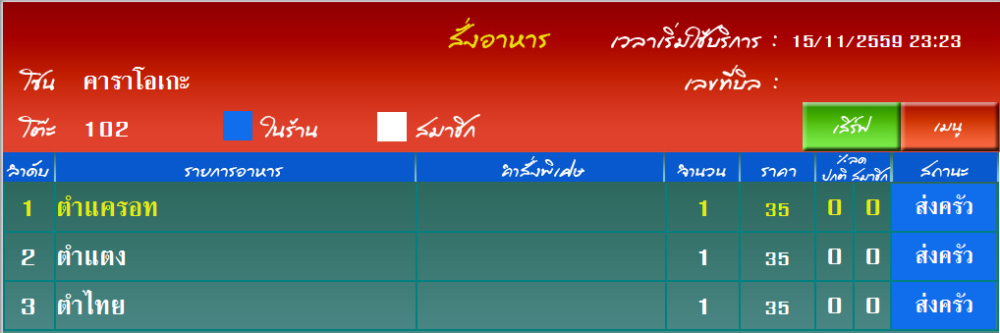 สั่งอาหาร เวลาเริ่มใช้บริการ : 15/11/2559 23:23
โซน คาราโอเกะ เลขที่บิล :
โต๊ะ 102 ในร้าน สมาชิก เสิร์ฟ เมนู
ลำดับ รายการอาหาร คำสั่งพิเศษ จำนวน ราคา %ลด สถานะ
ปกติ สมาชิก
1 ตำแครอท 1 35 0 0 ส่งครัว
2 ตำแตง 1 35 0 0 ส่งครัว
3 ตำไทย 1 35 0 0 ส่งครัว